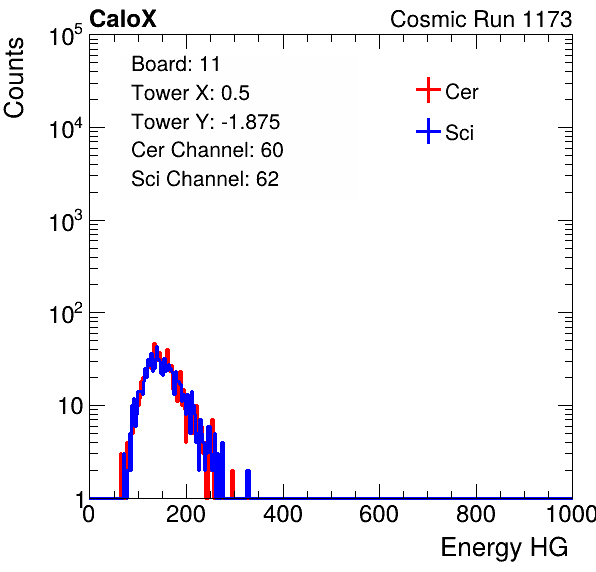 CaloX Cosmic Run 1173
Counts
10^5
10^4
10^3
10^2
10
1
Board: 11
Tower X: 0.5
Tower Y: -1.875
Cer Channel: 60
Sci Channel: 62
Cer
Sci
0 200 400 600 800 1000
Energy HG